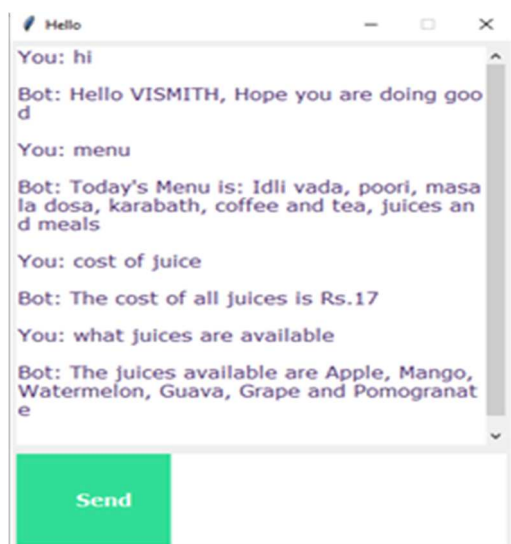 Hello
You: hi
Bot: Hello VISMITH, Hope you are doing goo
d
You: menu
Bot: Today's Menu is: Idli vada, poori, masa
la dosa, karabath, coffee and tea, juices an
d meals
You: cost of juice
Bot: The cost of all juices is Rs.17
You: what juices are available
Bot: The juices available are Apple, Mango,
Watermelon, Guava, Grape and Pomogranat
e
Send